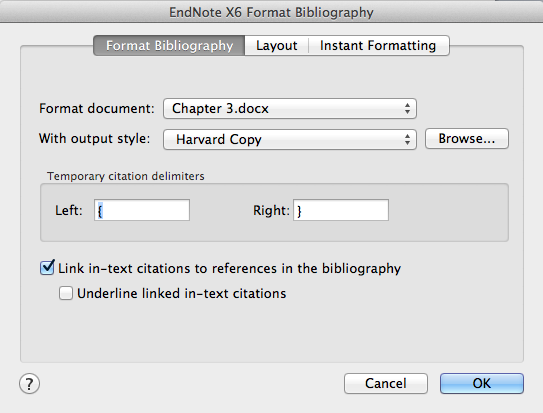 EndNote X6 Format Bibliography
Format Bibliography Layout Instant Formatting
Format document: Chapter 3.docx
With output style: Harvard Copy Browse...
Temporary citation delimiters
Left: { Right: }
Link in-text citations to references in the bibliography
Underline linked in-text citations
? Cancel OK